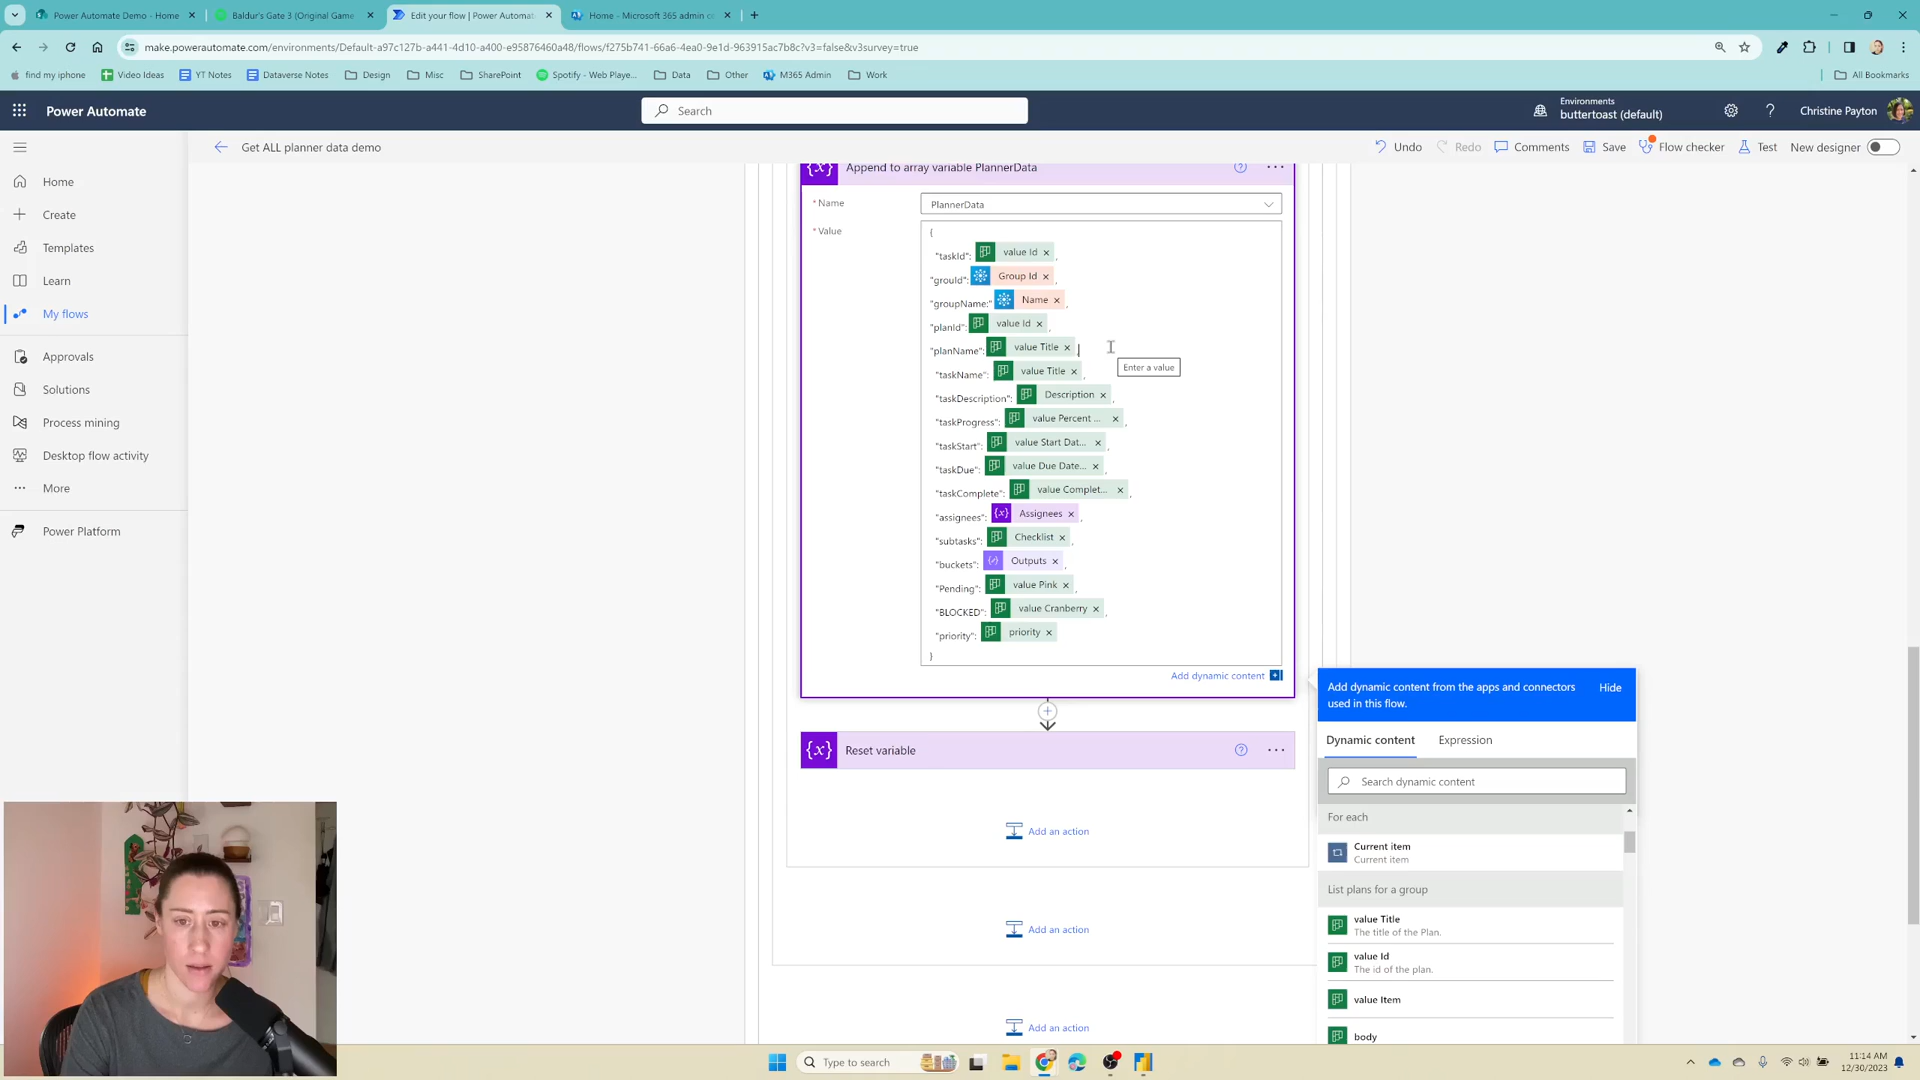 Power Automate Demo - Home
Baldur's Gate 3 (Original Game
Edit your flow | Power Automat
Home - Microsoft 365 admin c
make.powerautomate.com/environments/Default-a97c127b-a441-4d10-a400-e95876460a48/flows/f275b741-66a6-4ea0-9e1d-963915ac7b8c?v3=false&v3survey=true
find my iphone
Video Ideas
YT Notes
Dataverse Notes
Design
Misc
SharePoint
Spotify - Web Playe...
Data
Other
M365 Admin
Work
All Bookmarks
Power Automate
Search
Environments
buttertoast (default)
Christine Payton
Get ALL planner data demo
Undo
Redo
Comments
Save
Flow checker
Test
New designer
Home
Create
Templates
Learn
My flows
Approvals
Solutions
Process mining
Desktop flow activity
More
Power Platform
Append to array variable PlannerData
* Name
PlannerData
* Value
{
"taskId": value Id ,
"grouId": Group Id ,
"groupName:" Name ,
"planId": value Id ,
"planName": value Title ,
"taskName": value Title ,
"taskDescription": Description ,
"taskProgress": value Percent ... ,
"taskStart": value Start Dat... ,
"taskDue": value Due Date... ,
"taskComplete": value Complet... ,
"assignees": Assignees ,
"subtasks": Checklist ,
"buckets": Outputs ,
"Pending": value Pink ,
"BLOCKED": value Cranberry ,
"priority": priority
}
Enter a value
Add dynamic content
Reset variable
Add an action
Add an action
Add an action
Add dynamic content from the apps and connectors
used in this flow.
Hide
Dynamic content
Expression
Search dynamic content
For each
Current item
Current item
List plans for a group
value Title
The title of the Plan.
value Id
The id of the plan.
value Item
body
Type to search
11:14 AM
12/30/2023